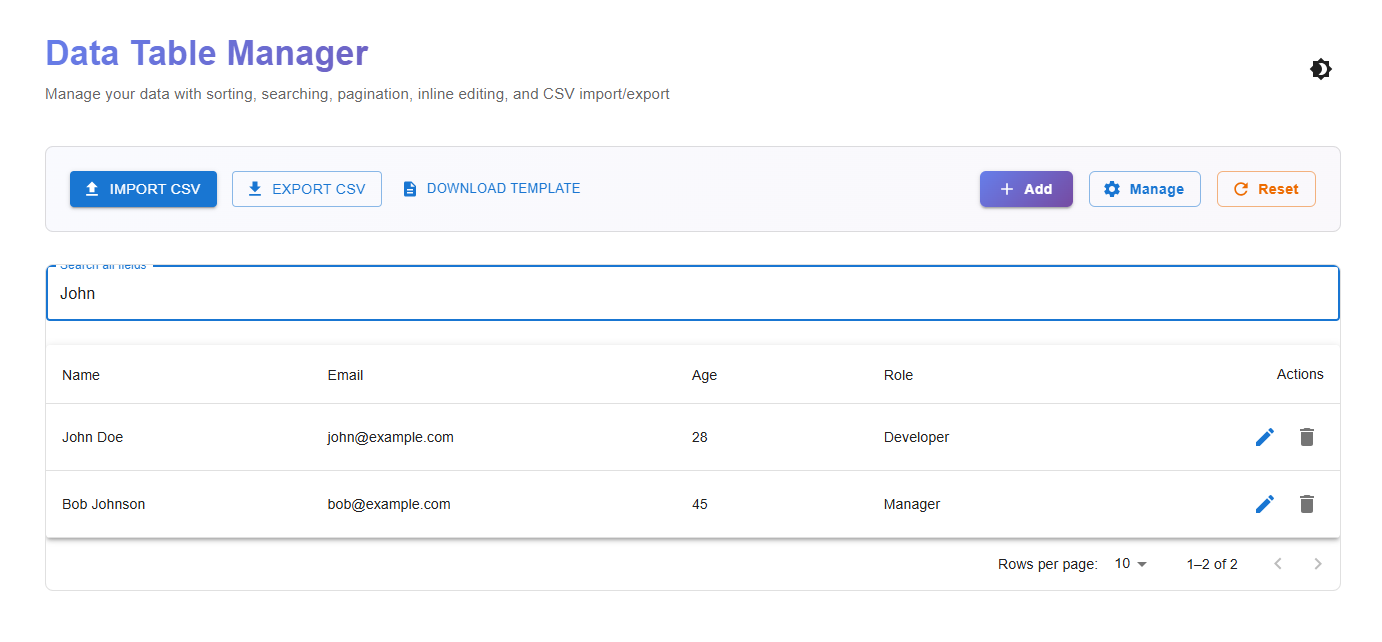 Data Table Manager
Manage your data with sorting, searching, pagination, inline editing, and CSV import/export
IMPORT CSV EXPORT CSV DOWNLOAD TEMPLATE Add Manage Reset
Search all fields
John
Name Email Age Role Actions
John Doe john@example.com 28 Developer
Bob Johnson bob@example.com 45 Manager
Rows per page: 10 1–2 of 2